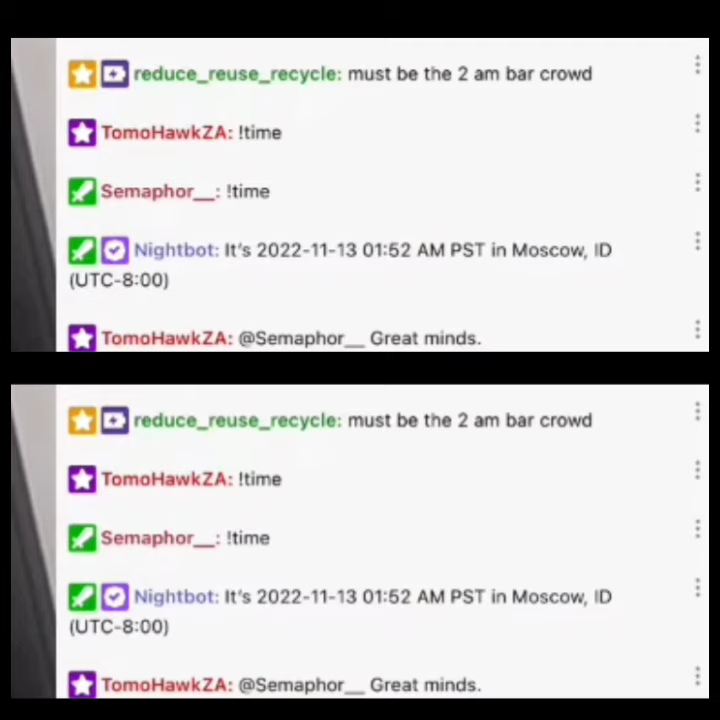 reduce_reuse_recycle: must be the 2 am bar crowd
TomoHawkZA: !time
Semaphor__: !time
Nightbot: It's 2022-11-13 01:52 AM PST in Moscow, ID
(UTC-8:00)
TomoHawkZA: @Semaphor__ Great minds.
reduce_reuse_recycle: must be the 2 am bar crowd
TomoHawkZA: !time
Semaphor__: !time
Nightbot: It's 2022-11-13 01:52 AM PST in Moscow, ID
(UTC-8:00)
TomoHawkZA: @Semaphor__ Great minds.